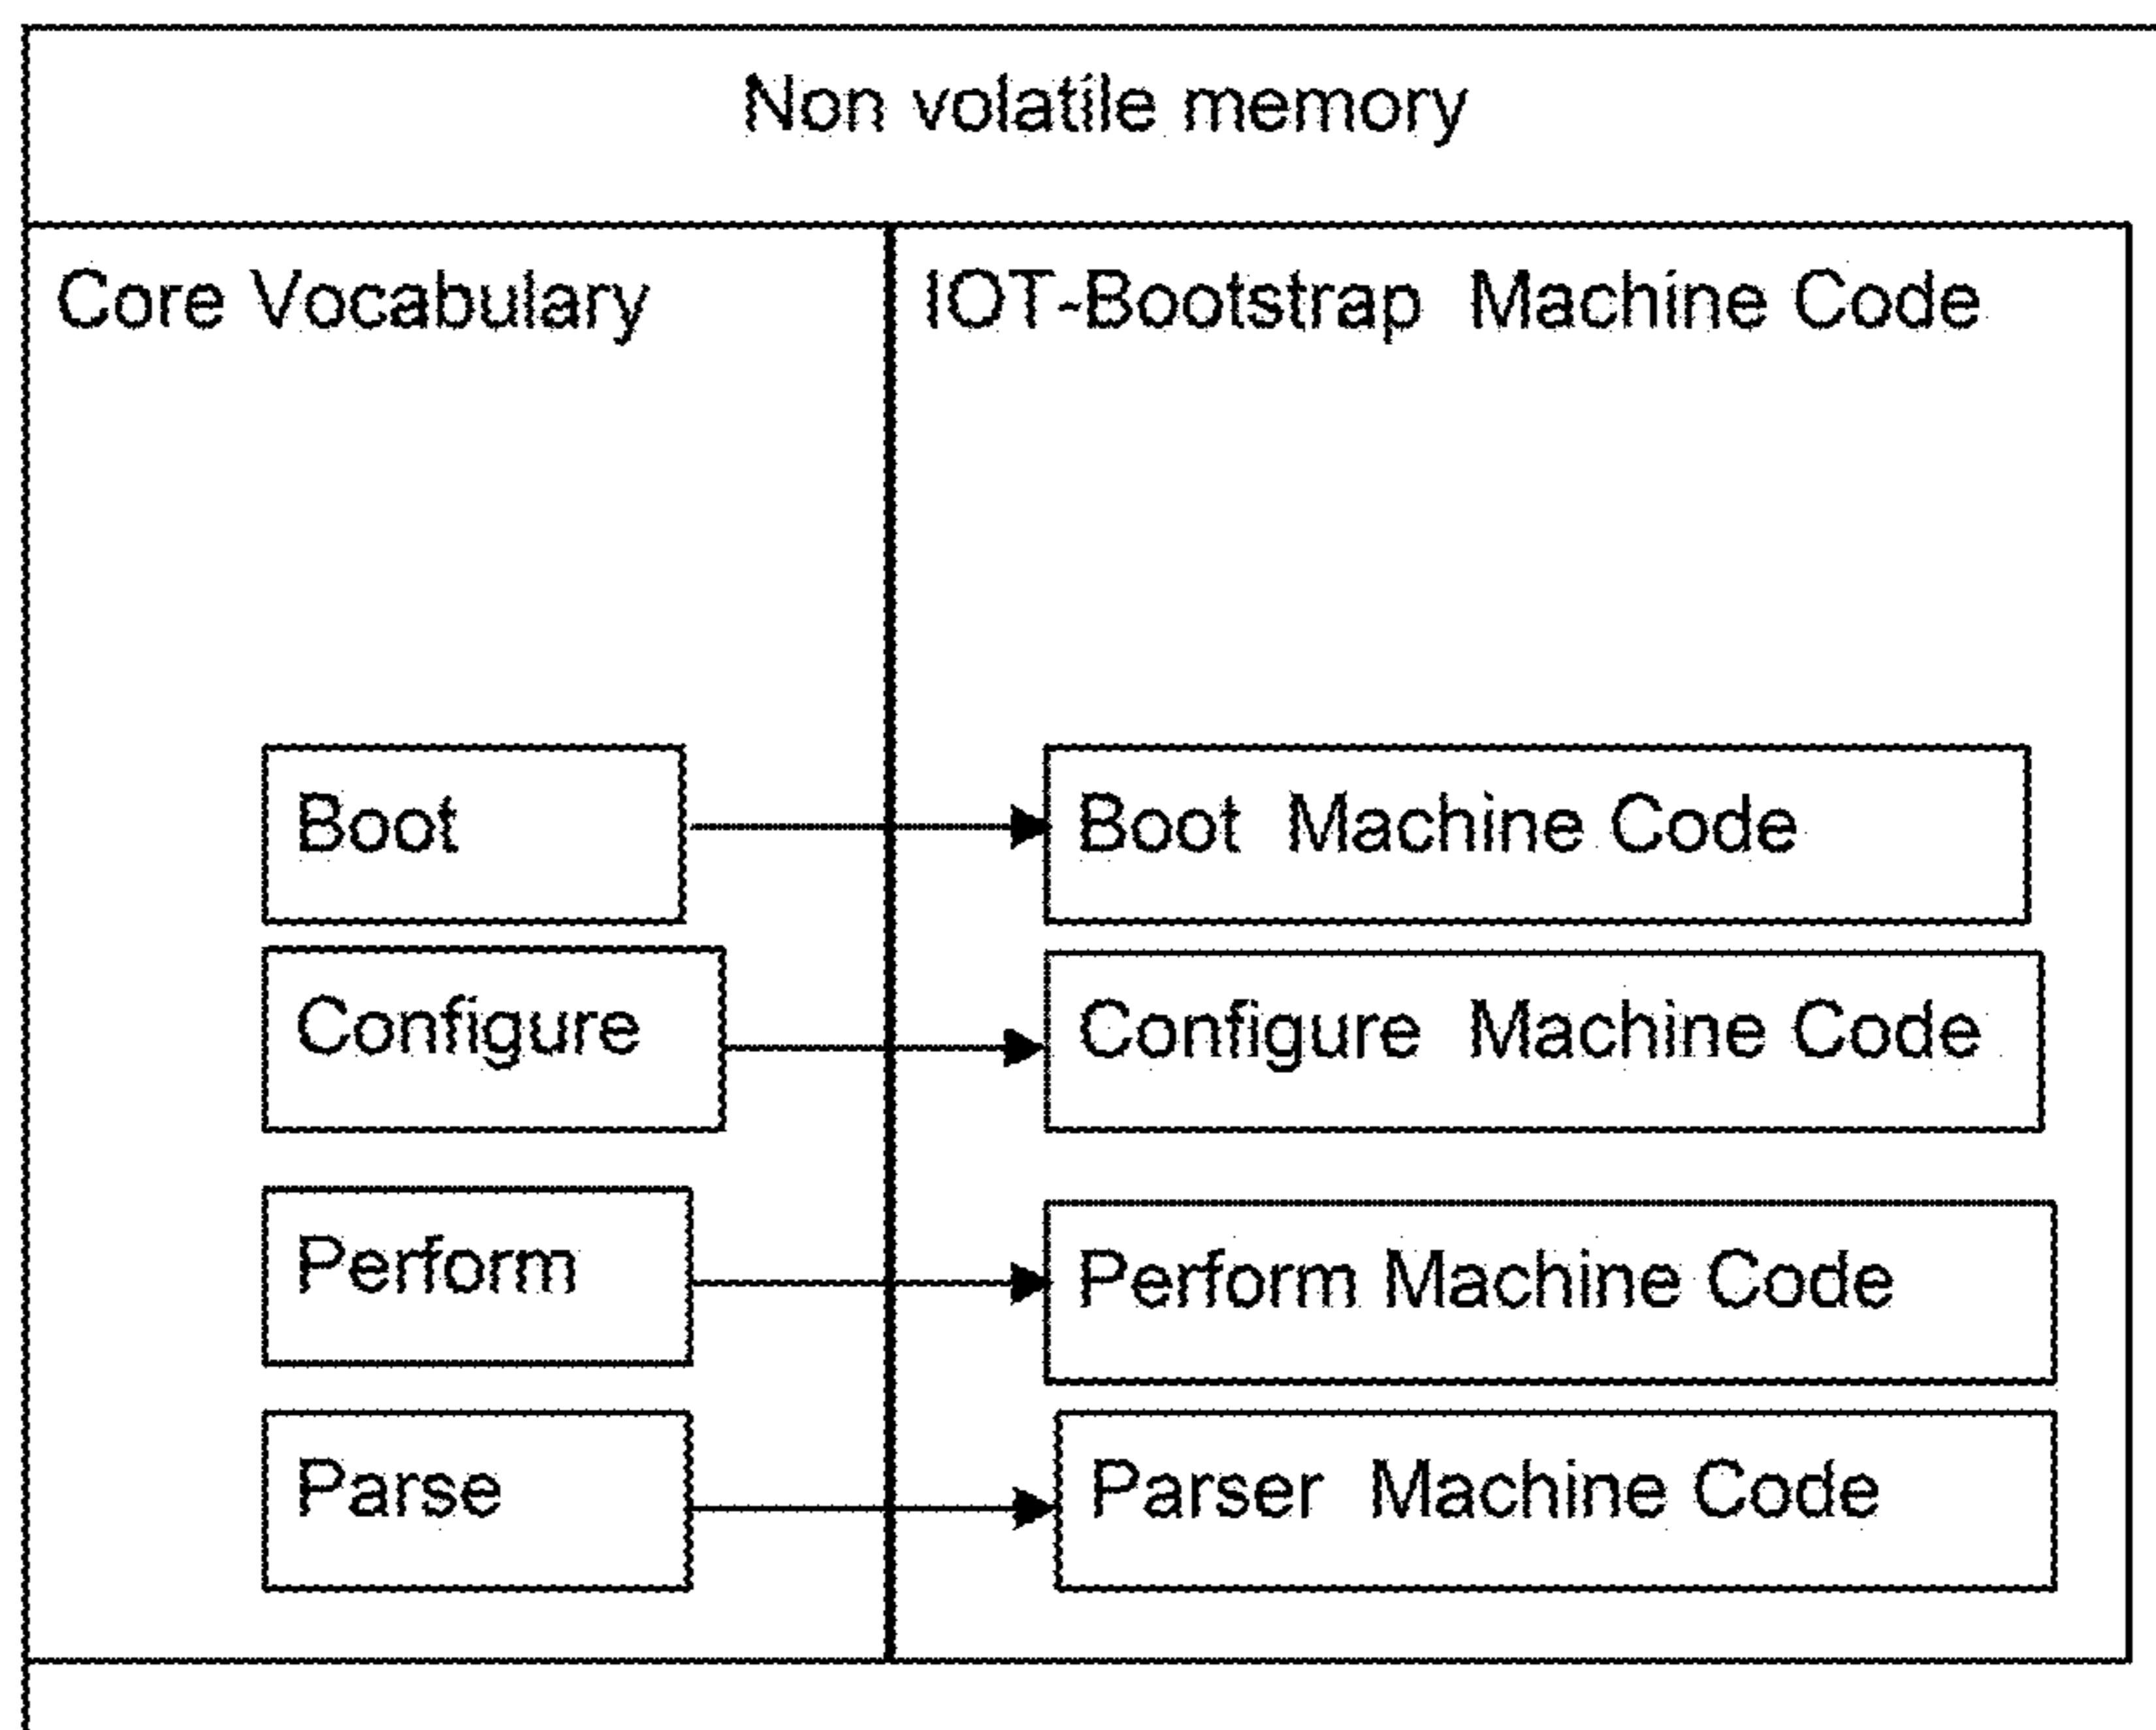 Non volatile memory
Core Vocabulary
IOT-Bootstrap Machine Code
Boot
Boot Machine Code
Configure
Configure Machine Code
Perform
Perform Machine Code
Parse
Parser Machine Code